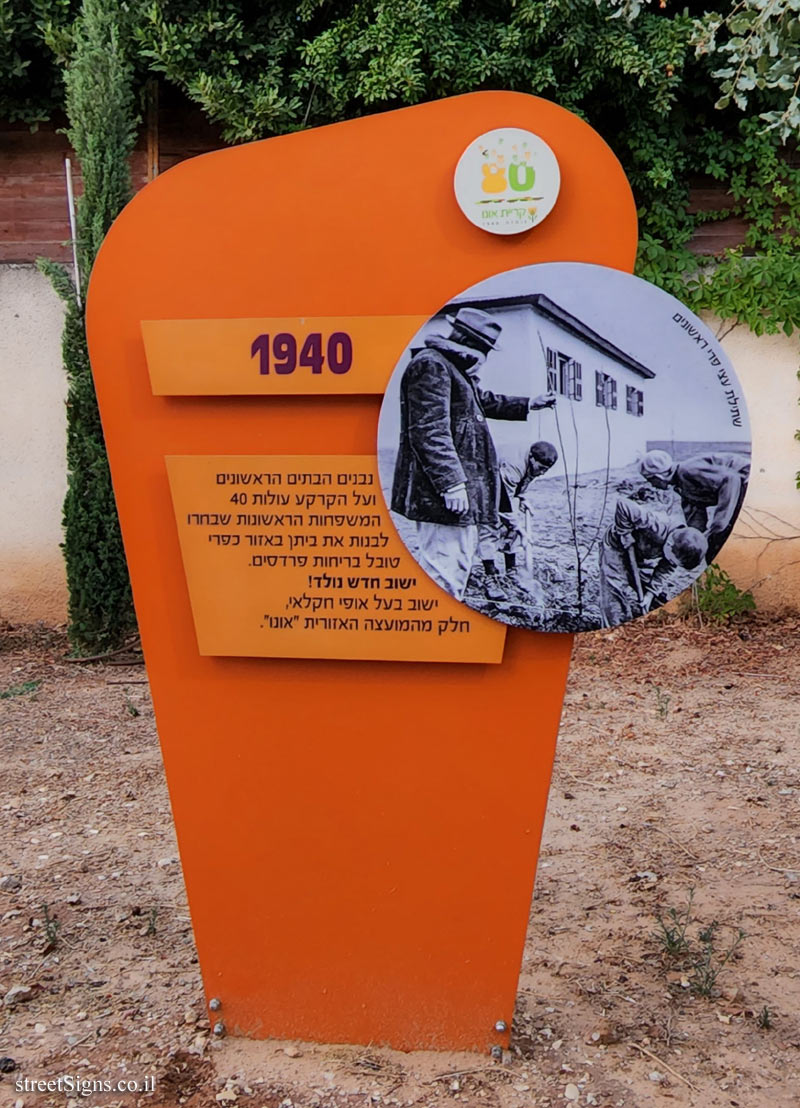 80
קריית אונו
1940
נבנים הבתים הראשונים
ועל הקרקע עולות 40
המשפחות הראשונות שבחרו
לבנות את ביתן באזור כפרי
טובל בריחות פרדסים.
ישוב חדש נולד!
ישוב בעל אופי חקלאי,
חלק מהמועצה האזורית "אונו".
שתילת עצי פרי ראשונים
streetSigns.co.il